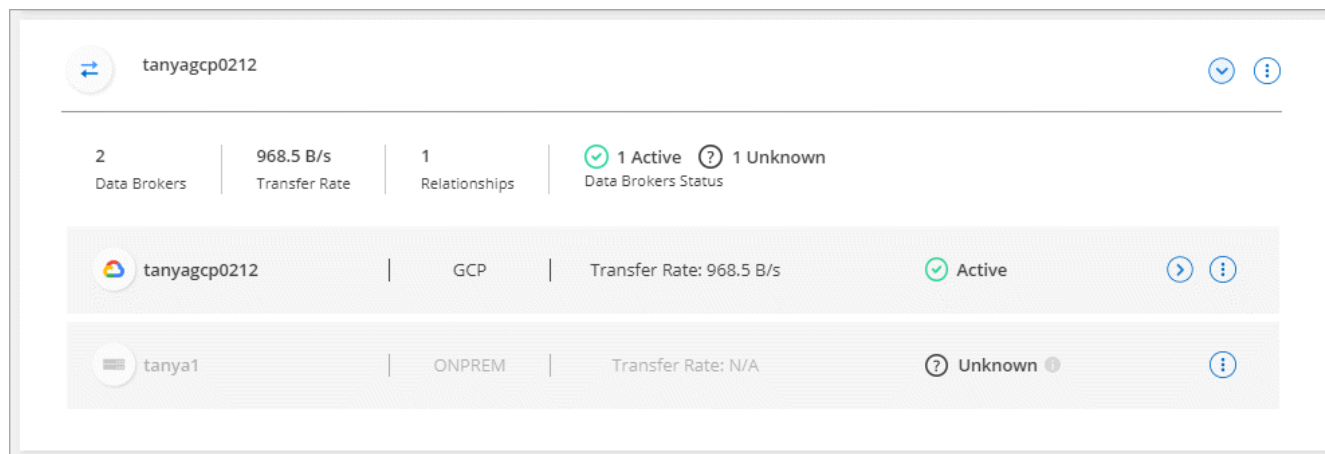 tanyagcp0212
2
Data Brokers
968.5 B/s
Transfer Rate
1
Relationships
1 Active ? 1 Unknown
Data Brokers Status
tanyagcp0212 | GCP | Transfer Rate: 968.5 B/s Active
tanya1 | ONPREM | Transfer Rate: N/A ? Unknown i